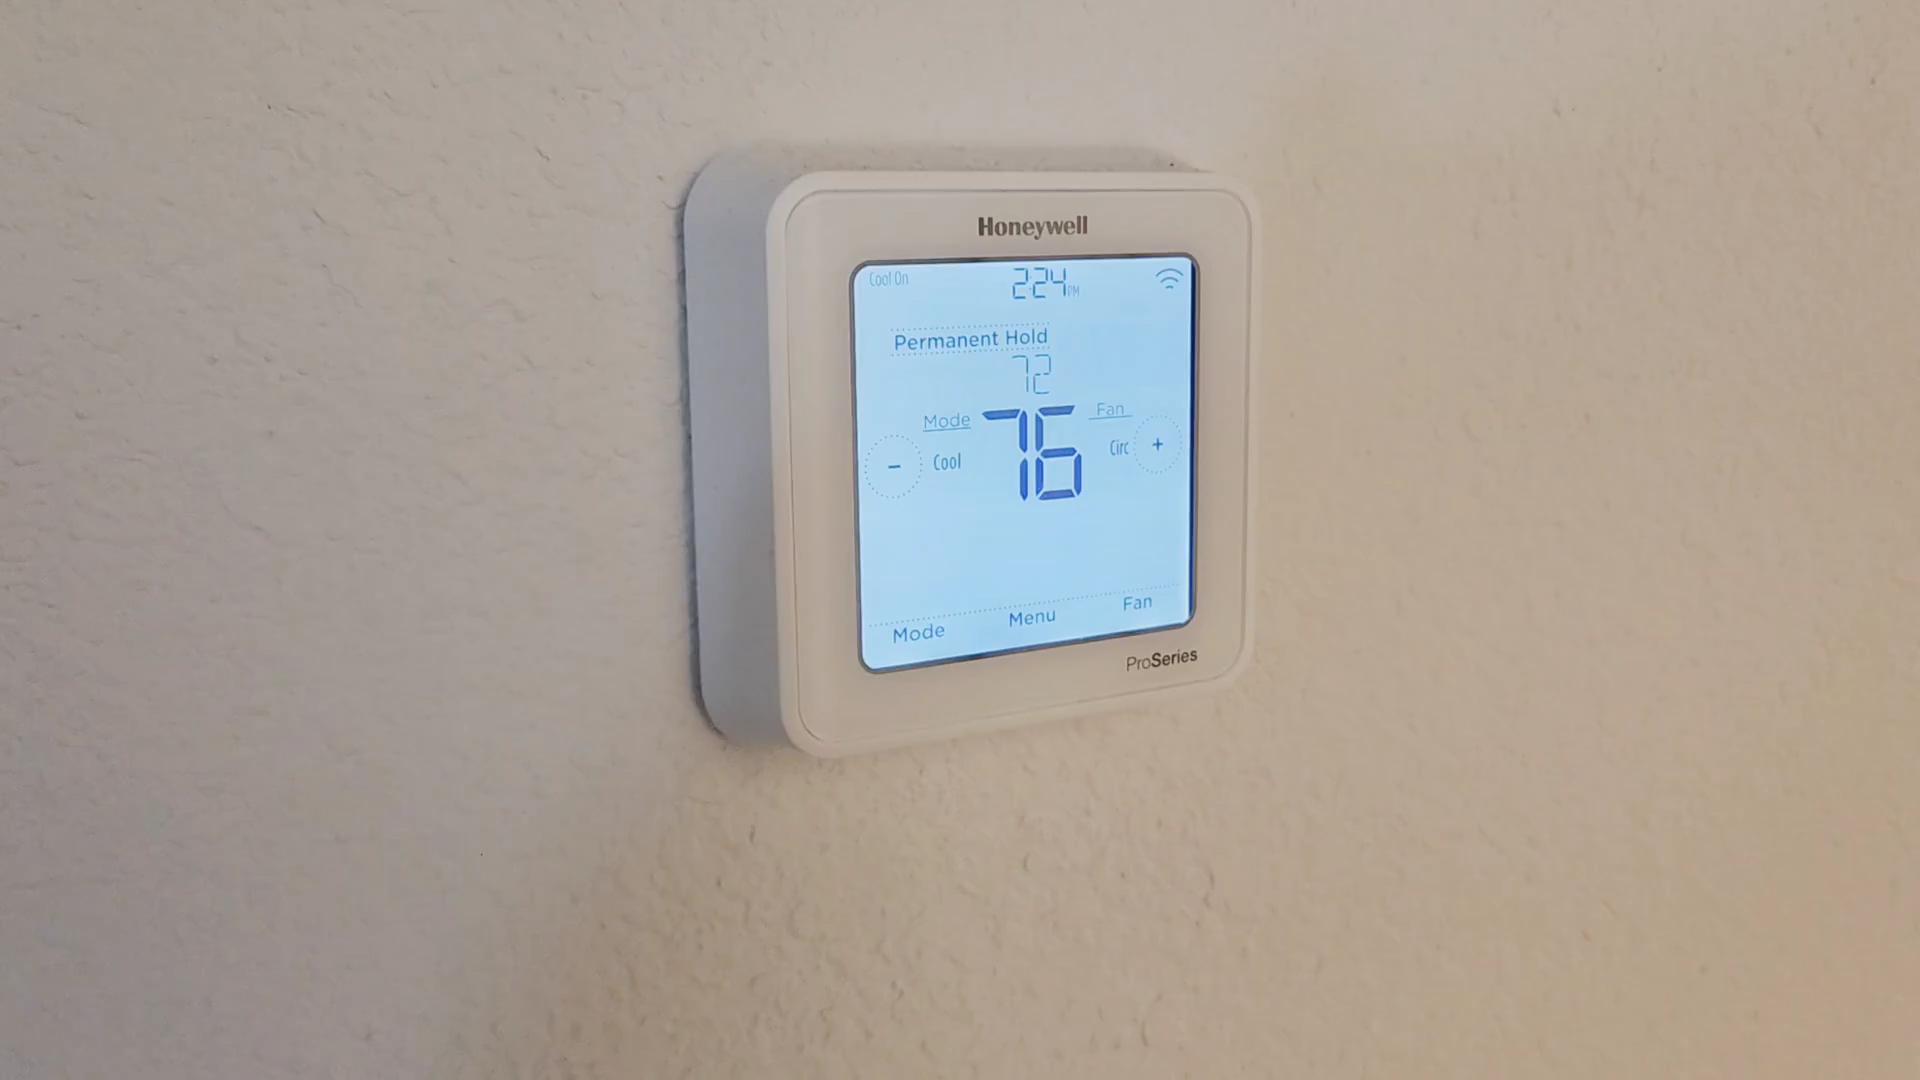 Honeywell
Cool On 2:24 PM
Permanent Hold
72
Mode 76 Fan
− Cool Circ +
Mode Menu Fan
ProSeries